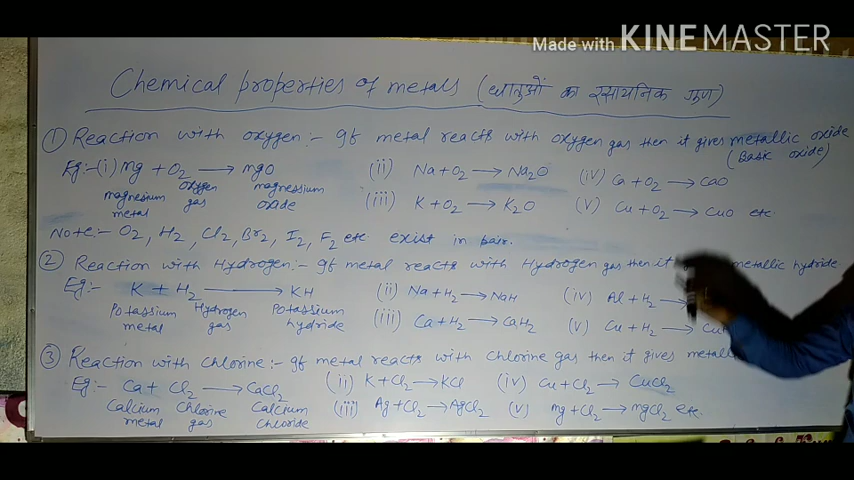 Made with KINEMASTER
Chemical properties of metals (धातुओं का रसायनिक गुण)
① Reaction with oxygen:- If metal reacts with oxygen gas then it gives metallic oxide
(Basic oxide)
Eg:-(i) Mg + O2 → MgO (ii) Na + O2 → Na2O (iv) Ca + O2 → CaO
magnesium metal oxygen gas magnessium oxide (iii) K + O2 → K2O (v) Cu + O2 → CuO etc
Note:- O2, H2, Cl2, Br2, I2, F2 etc exist in pair.
② Reaction with Hydrogen:- If metal reacts with Hydrogen gas then it metallic hydride
Eg:- K + H2 → KH (ii) Na + H2 → NaH (iv) Al + H2 →
Potassium metal Hydrogen gas Potassium hydride (iii) Ca + H2 → CaH2 (v) Cu + H2 →
③ Reaction with chlorine:- If metal reacts with chlorine gas then it gives
Eg:- Ca + Cl2 → CaCl2 (ii) K + Cl2 → KCl (iv) Cu + Cl2 → CuCl2
Calcium metal Chlorine gas Calcium chloride (iii) Ag + Cl2 → AgCl2 (v) Mg + Cl2 → MgCl2 etc.